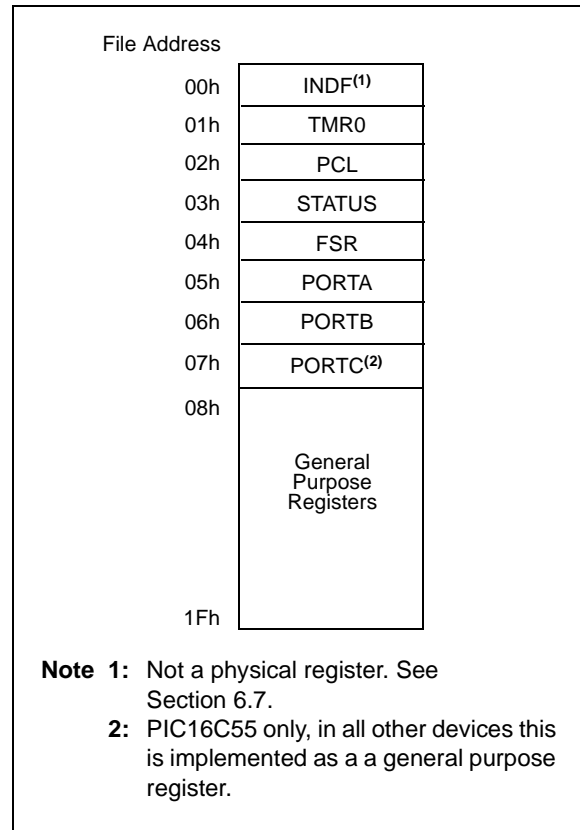 File Address
00h INDF(1)
01h TMR0
02h PCL
03h STATUS
04h FSR
05h PORTA
06h PORTB
07h PORTC(2)
08h
General
Purpose
Registers
1Fh
Note 1: Not a physical register. See
Section 6.7.
2: PIC16C55 only, in all other devices this
is implemented as a a general purpose
register.